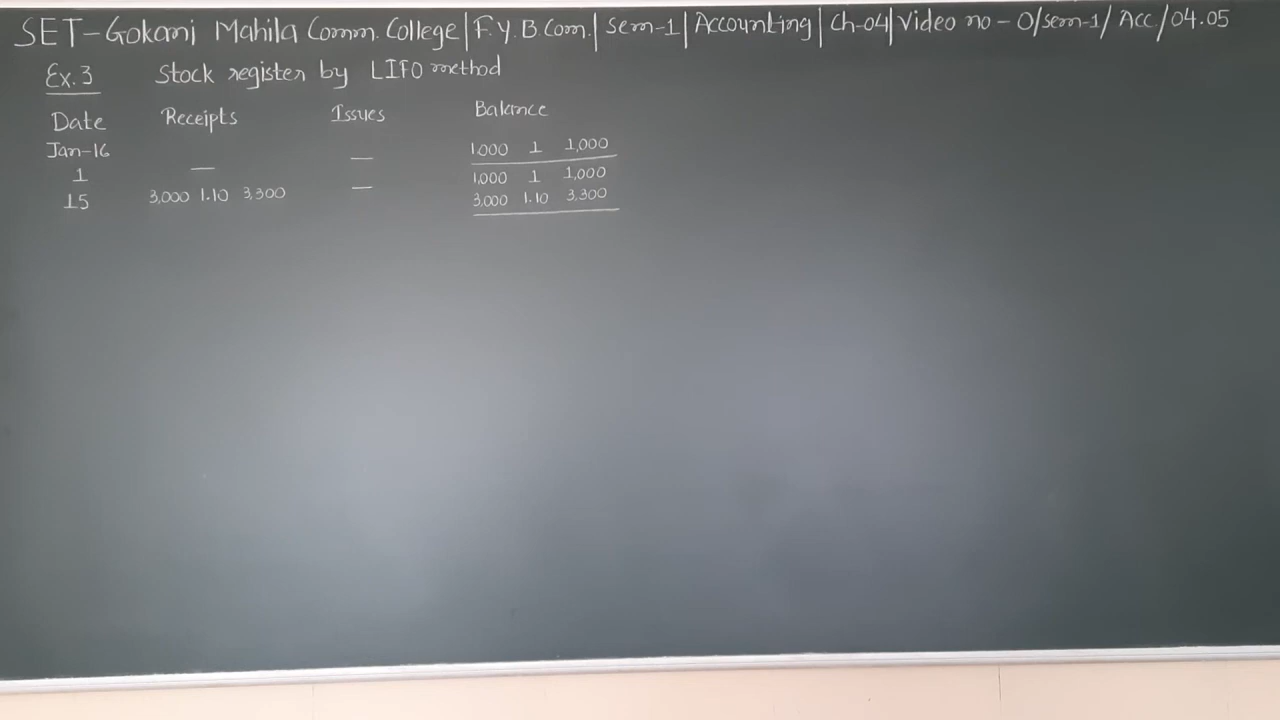 SET-Gokani Mahila Comm. College | F.Y.B.Com. | Sem-1 | Accounting | Ch-04 | Video no - O/sem-1/ Acc/04.05
Ex. 3 Stock register by LIFO method
Date Receipts Issues Balance
Jan-16
1 — — 1,000 1 1,000
15 3,000 1.10 3,300 — 1,000 1 1,000
3,000 1.10 3,300